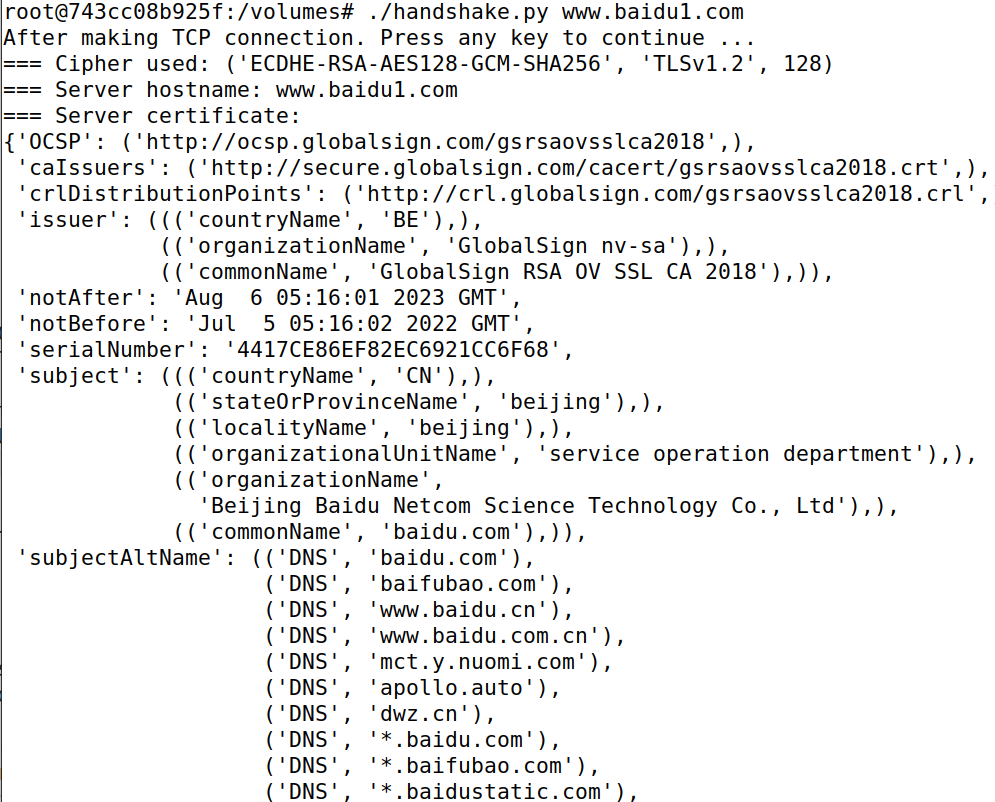 root@743cc08b925f:/volumes# ./handshake.py www.baidu1.com
After making TCP connection. Press any key to continue ...
=== Cipher used: ('ECDHE-RSA-AES128-GCM-SHA256', 'TLSv1.2', 128)
=== Server hostname: www.baidu1.com
=== Server certificate:
{'OCSP': ('http://ocsp.globalsign.com/gsrsaovsslca2018',),
 'caIssuers': ('http://secure.globalsign.com/cacert/gsrsaovsslca2018.crt',),
 'crlDistributionPoints': ('http://crl.globalsign.com/gsrsaovsslca2018.crl',)
 'issuer': ((('countryName', 'BE'),),
            (('organizationName', 'GlobalSign nv-sa'),),
            (('commonName', 'GlobalSign RSA OV SSL CA 2018'),)),
 'notAfter': 'Aug  6 05:16:01 2023 GMT',
 'notBefore': 'Jul  5 05:16:02 2022 GMT',
 'serialNumber': '4417CE86EF82EC6921CC6F68',
 'subject': ((('countryName', 'CN'),),
             (('stateOrProvinceName', 'beijing'),),
             (('localityName', 'beijing'),),
             (('organizationalUnitName', 'service operation department'),),
             (('organizationName',
               'Beijing Baidu Netcom Science Technology Co., Ltd'),),
             (('commonName', 'baidu.com'),)),
 'subjectAltName': (('DNS', 'baidu.com'),
                    ('DNS', 'baifubao.com'),
                    ('DNS', 'www.baidu.cn'),
                    ('DNS', 'www.baidu.com.cn'),
                    ('DNS', 'mct.y.nuomi.com'),
                    ('DNS', 'apollo.auto'),
                    ('DNS', 'dwz.cn'),
                    ('DNS', '*.baidu.com'),
                    ('DNS', '*.baifubao.com'),
                    ('DNS', '*.baidustatic.com'),